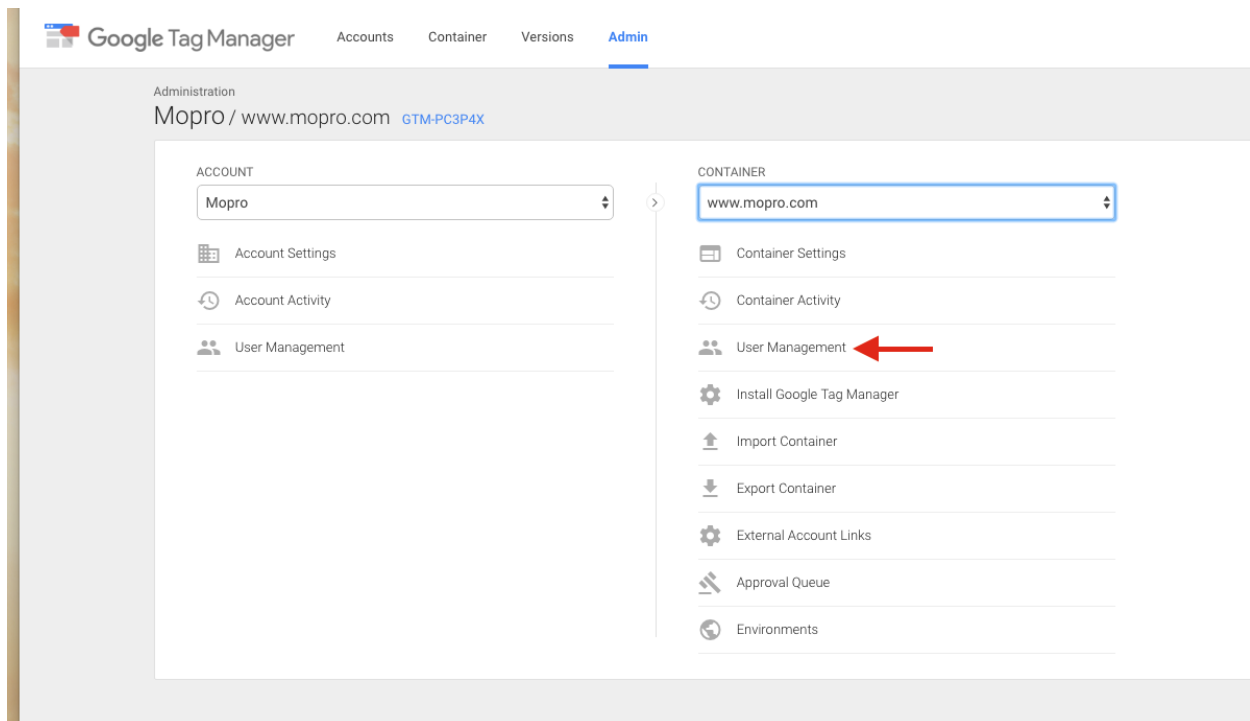 Google Tag Manager Accounts Container Versions Admin
Administration
Mopro / www.mopro.com GTM-PC3P4X
ACCOUNT
Mopro
Account Settings
Account Activity
User Management
CONTAINER
www.mopro.com
Container Settings
Container Activity
User Management
Install Google Tag Manager
Import Container
Export Container
External Account Links
Approval Queue
Environments